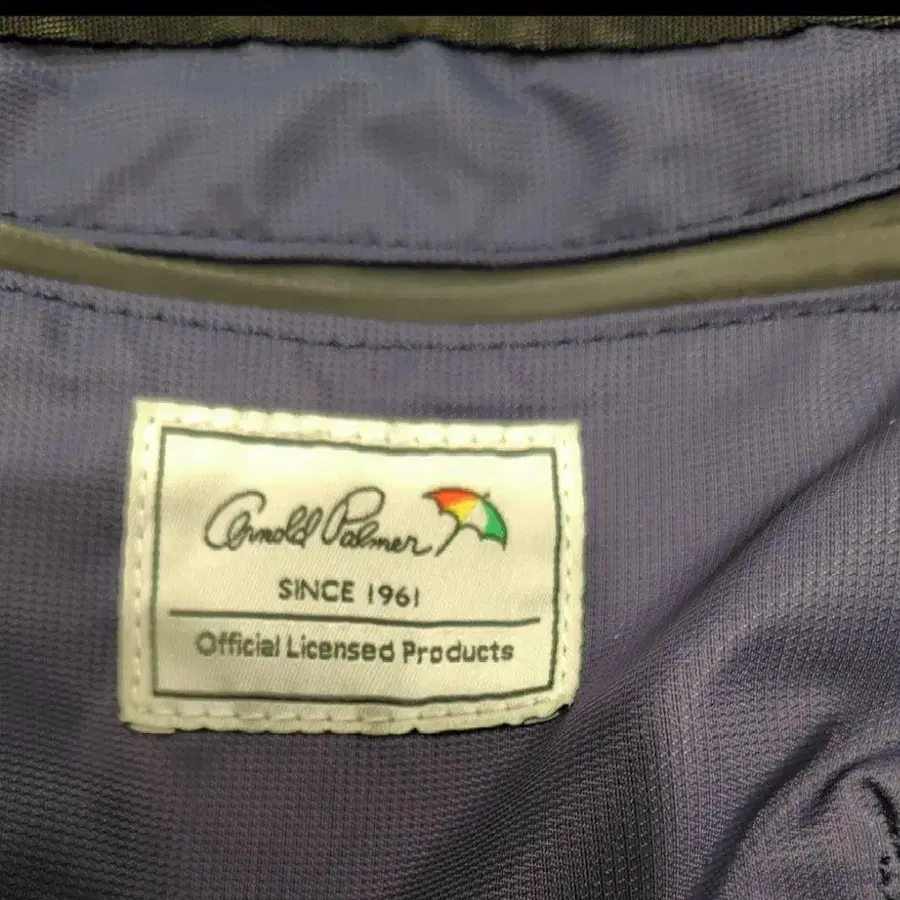 Arnold Palmer
SINCE 1961
Official Licensed Products